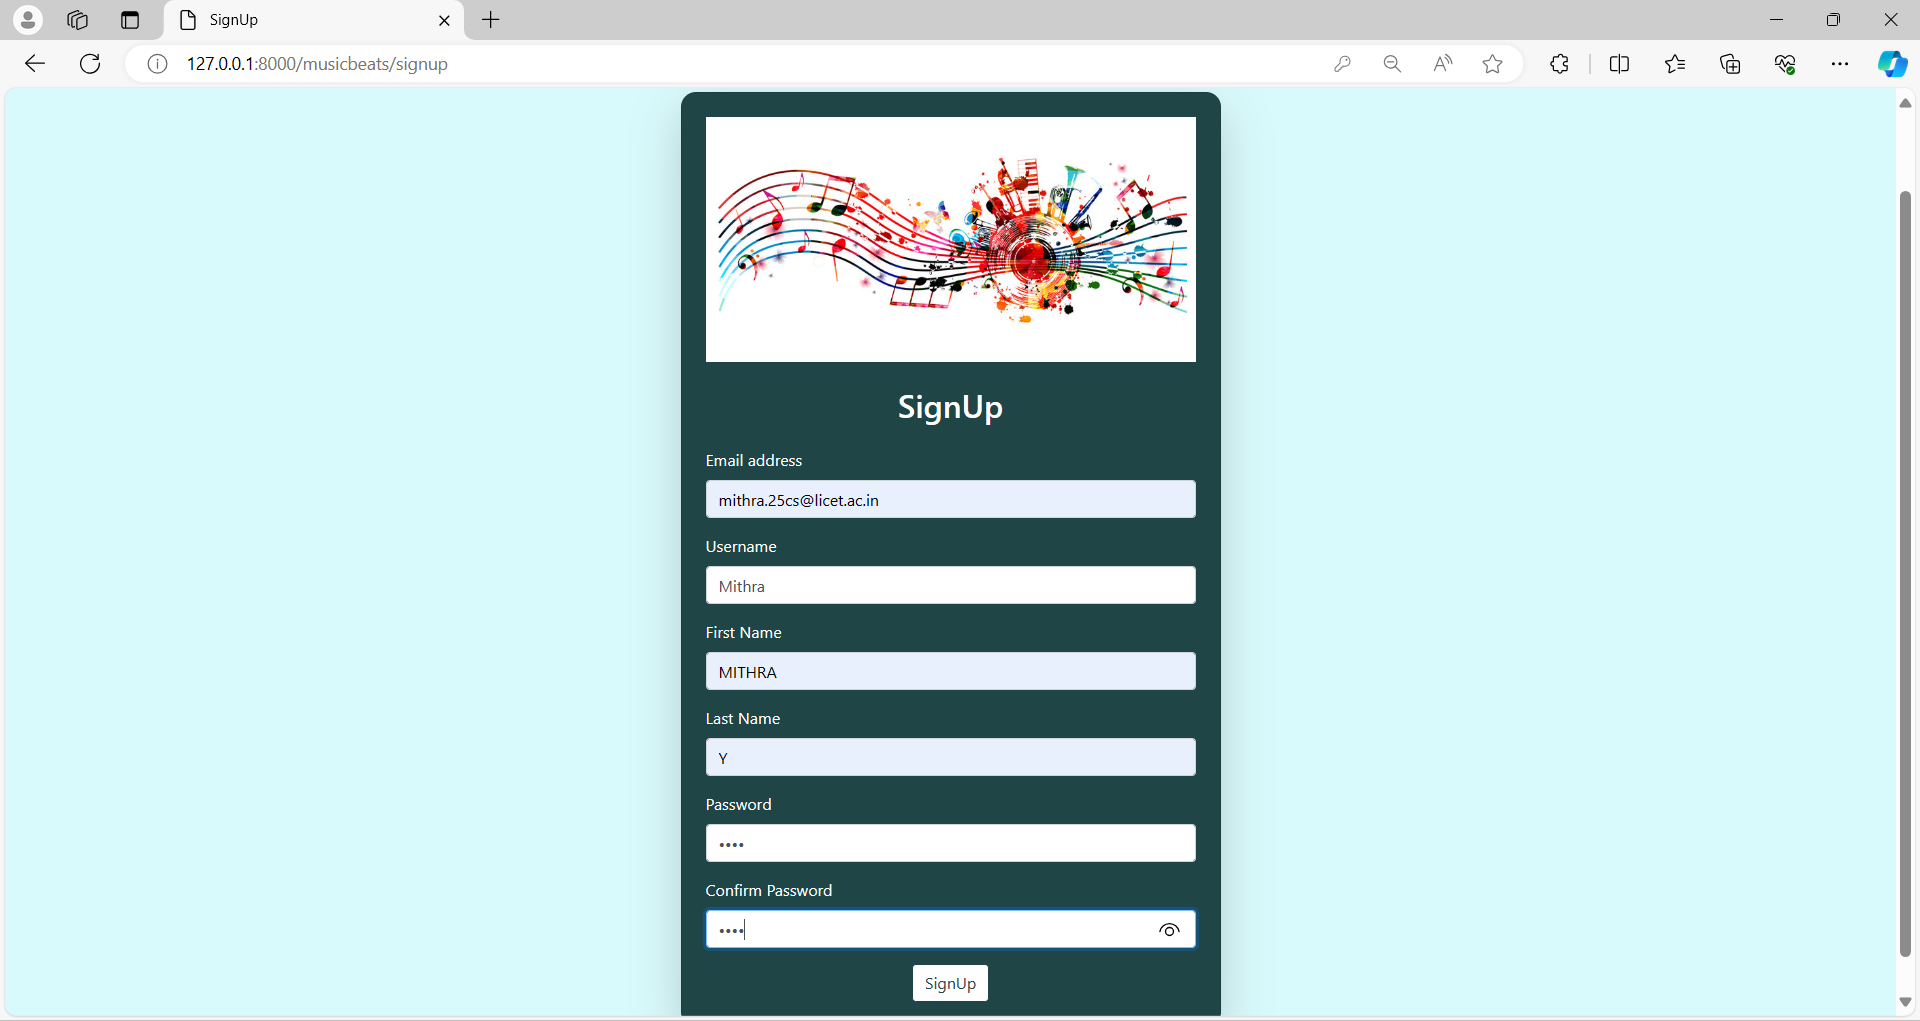 SignUp
127.0.0.1:8000/musicbeats/signup
SignUp
Email address
mithra.25cs@licet.ac.in
Username
Mithra
First Name
MITHRA
Last Name
Y
Password
••••
Confirm Password
••••
SignUp